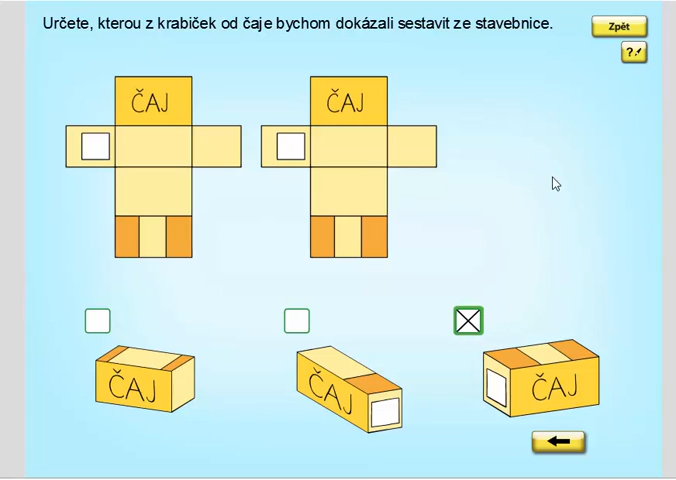 Určete, kterou z krabiček od čaje bychom dokázali sestavit ze stavebnice.
Zpět
?
ČAJ
ČAJ
ČAJ
ČAJ
ČAJ